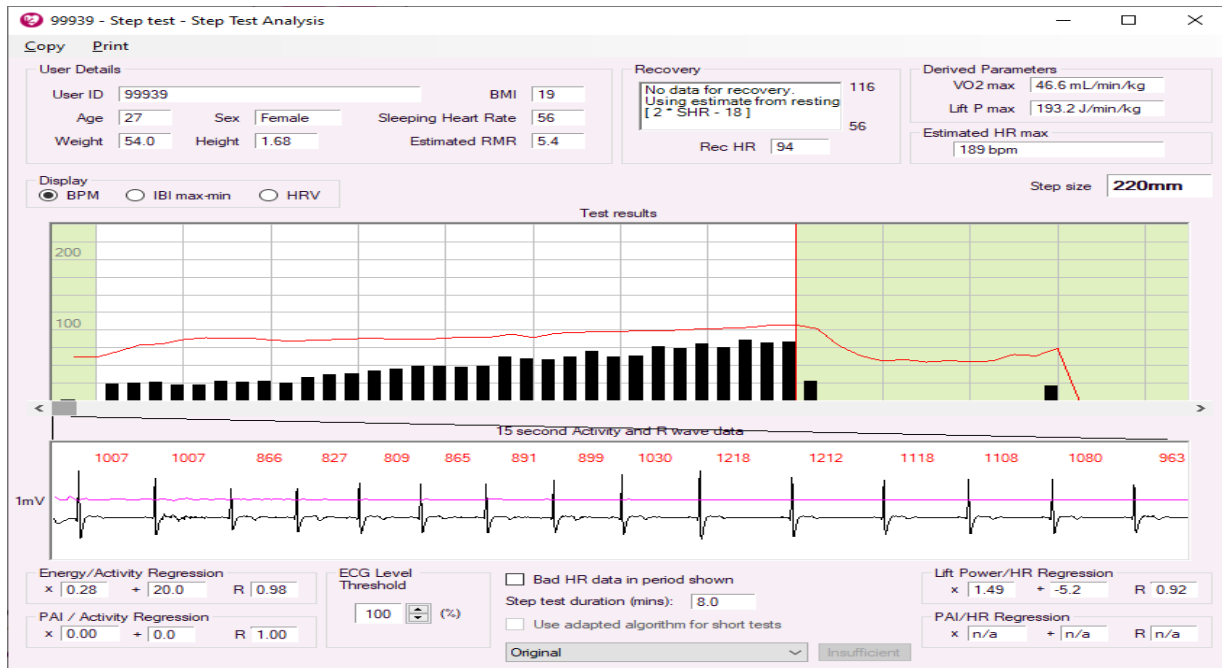 99939 - Step test - Step Test Analysis
Copy Print
User Details
User ID 99939 BMI 19
Age 27 Sex Female Sleeping Heart Rate 56
Weight 54.0 Height 1.68 Estimated RMR 5.4
Recovery
No data for recovery.
Using estimate from resting
[ 2 * SHR - 18 ]
116
56
Rec HR 94
Derived Parameters
VO2 max 46.6 mL/min/kg
Lift P max 193.2 J/min/kg
Estimated HR max
189 bpm
Display
BPM IBI max-min HRV
Step size 220mm
Test results
200
100
15 second Activity and R wave data
1007 1007 866 827 809 865 891 899 1030 1218 1212 1118 1108 1080 963
1mV
Energy/Activity Regression
x 0.28 + 20.0 R 0.98
PAI / Activity Regression
x 0.00 + 0.0 R 1.00
ECG Level
Threshold
100 (%)
Bad HR data in period shown
Step test duration (mins): 8.0
Use adapted algorithm for short tests
Original Insufficient
Lift Power/HR Regression
x 1.49 + -5.2 R 0.92
PAI/HR Regression
x n/a + n/a R n/a